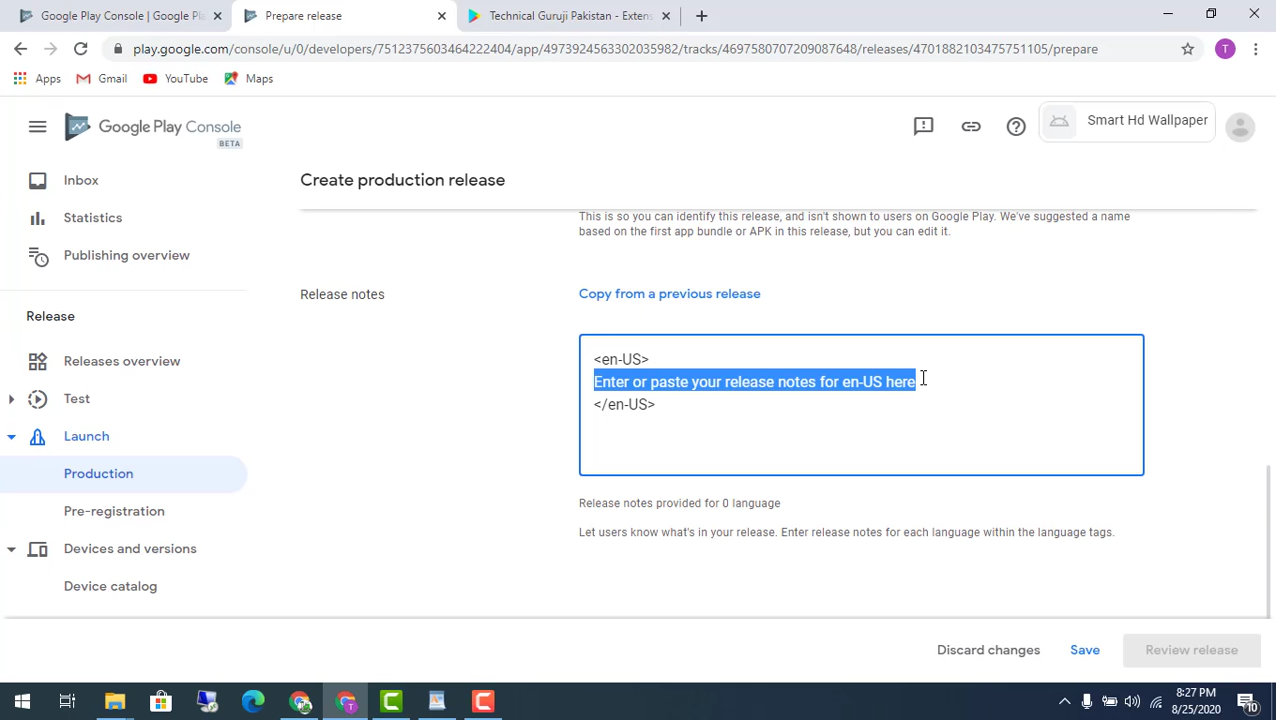 Google Play Console | Google Play
Prepare release
Technical Guruji Pakistan - Exten
play.google.com/console/u/0/developers/7512375603464222404/app/4973924563302035982/tracks/4697580707209087648/releases/4701882103475751105/prepare
T
Apps
Gmail
YouTube
Maps
Google Play Console
BETA
Smart Hd Wallpaper
Inbox
Statistics
Publishing overview
Release
Releases overview
Test
Launch
Production
Pre-registration
Devices and versions
Device catalog
Create production release
This is so you can identify this release, and isn't shown to users on Google Play. We've suggested a name
based on the first app bundle or APK in this release, but you can edit it.
Release notes
Copy from a previous release
<en-US>
Enter or paste your release notes for en-US here
</en-US>
Release notes provided for 0 language
Let users know what's in your release. Enter release notes for each language within the language tags.
Discard changes
Save
Review release
8:27 PM
8/25/2020
10